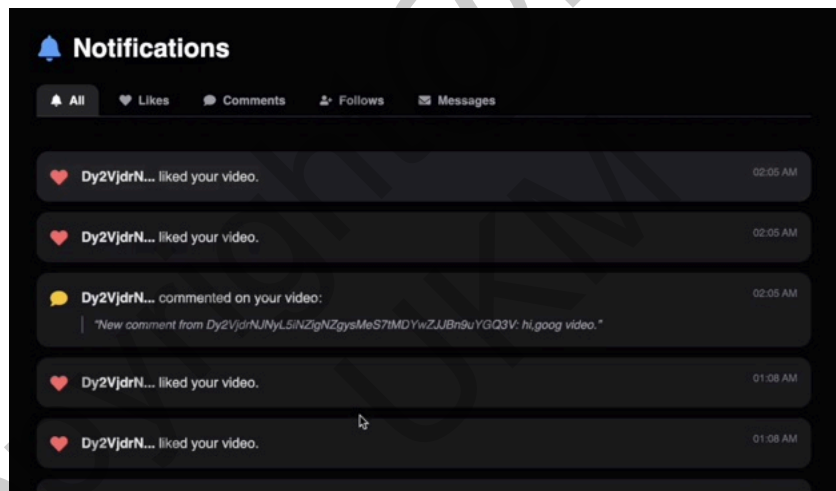 Notifications
All Likes Comments Follows Messages
Dy2VjdrN... liked your video. 02:05 AM
Dy2VjdrN... liked your video. 02:05 AM
Dy2VjdrN... commented on your video: 02:05 AM
"New comment from Dy2VjdrNJNyL5iNZigNZgysMeS7tMDYwZJJBn9uYGQ3V: hi,goog video."
Dy2VjdrN... liked your video. 01:08 AM
Dy2VjdrN... liked your video. 01:08 AM
UKM